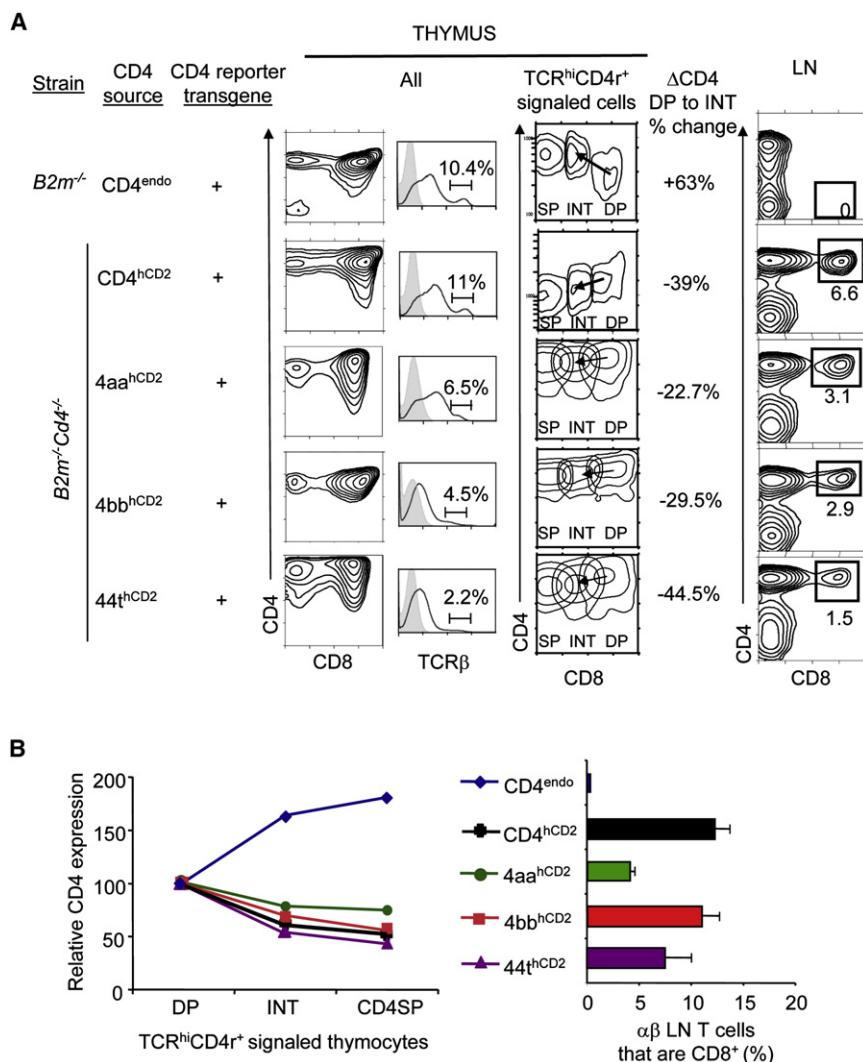 A
THYMUS
Strain
CD4 source
CD4 reporter transgene
All
TCRhiCD4r+ signaled cells
ΔCD4 DP to INT % change
LN
B2m-/-
CD4endo
+
10.4%
1000
100
SP INT DP
+63%
0
B2m-/-Cd4-/-
CD4hCD2
+
11%
1000
SP INT DP
-39%
6.6
4aahCD2
+
6.5%
SP INT DP
-22.7%
3.1
4bbhCD2
+
4.5%
SP INT DP
-29.5%
2.9
44thCD2
+
2.2%
SP INT DP
-44.5%
1.5
CD4
CD8
TCRβ
CD4
CD8
CD4
CD8
B
Relative CD4 expression
200
150
100
50
0
DP INT CD4SP
TCRhiCD4r+ signaled thymocytes
CD4endo
CD4hCD2
4aahCD2
4bbhCD2
44thCD2
0 5 10 15 20
αβ LN T cells
that are CD8+ (%)